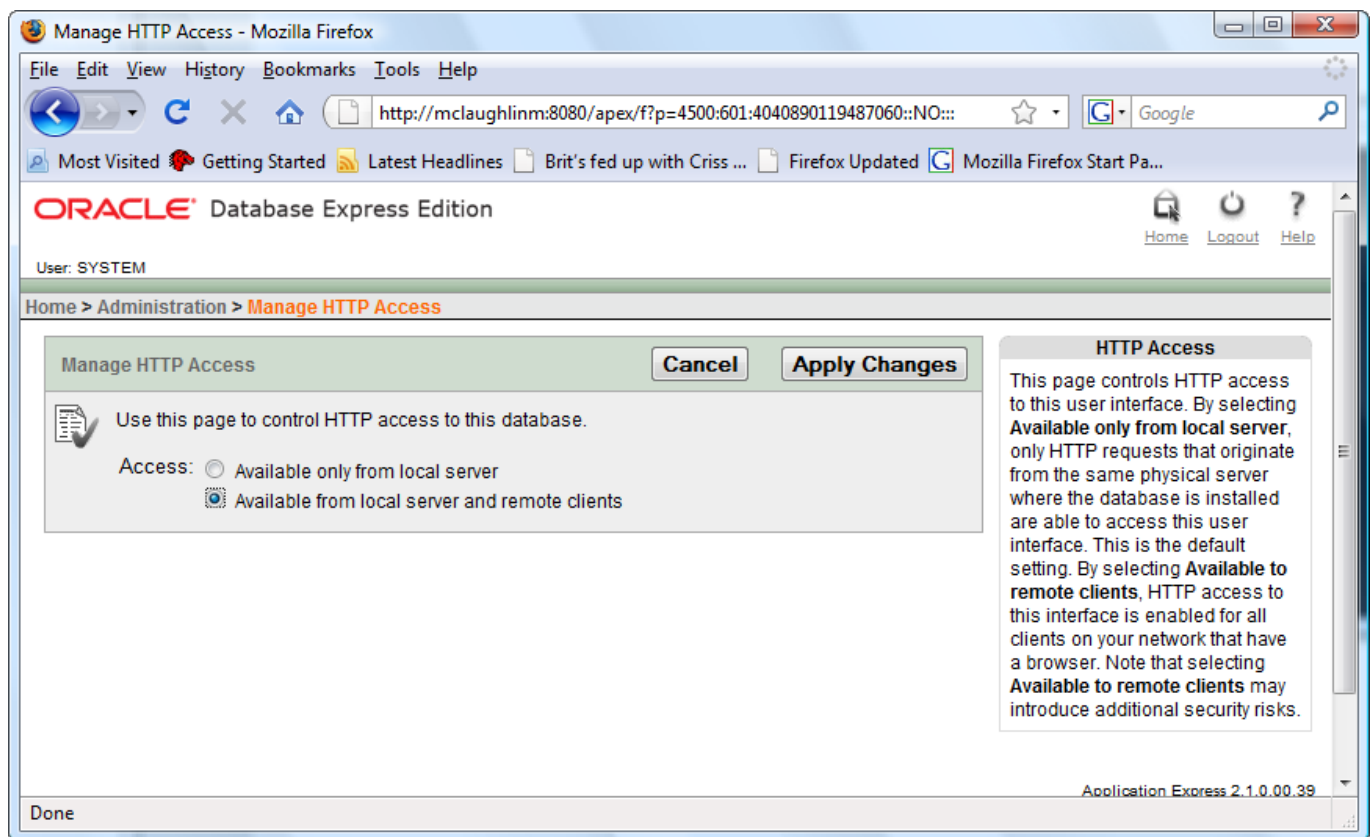 Manage HTTP Access - Mozilla Firefox
File Edit View History Bookmarks Tools Help
http://mclaughlinm:8080/apex/f?p=4500:601:4040890119487060::NO:::
G Google
Most Visited Getting Started Latest Headlines Brit's fed up with Criss ... Firefox Updated G Mozilla Firefox Start Pa...
ORACLE Database Express Edition
Home Logout Help
User: SYSTEM
Home > Administration > Manage HTTP Access
Manage HTTP Access Cancel Apply Changes
Use this page to control HTTP access to this database.
Access: Available only from local server
Available from local server and remote clients
HTTP Access
This page controls HTTP access
to this user interface. By selecting
Available only from local server,
only HTTP requests that originate
from the same physical server
where the database is installed
are able to access this user
interface. This is the default
setting. By selecting Available to
remote clients, HTTP access to
this interface is enabled for all
clients on your network that have
a browser. Note that selecting
Available to remote clients may
introduce additional security risks.
Application Express 2.1.0.00.39
Done